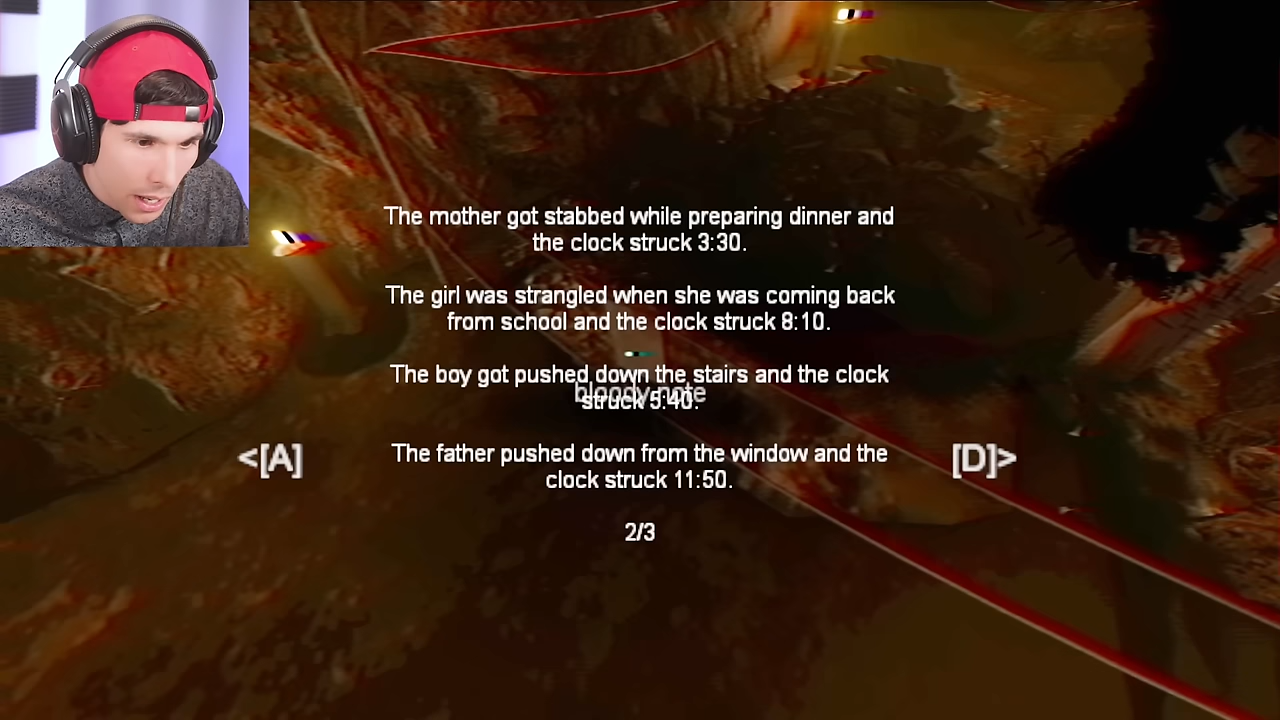 The mother got stabbed while preparing dinner and
the clock struck 3:30.
The girl was strangled when she was coming back
from school and the clock struck 8:10.
The boy got pushed down the stairs and the clock
bloody note
struck 5:40.
<[A]
[D]>
The father pushed down from the window and the
clock struck 11:50.
2/3